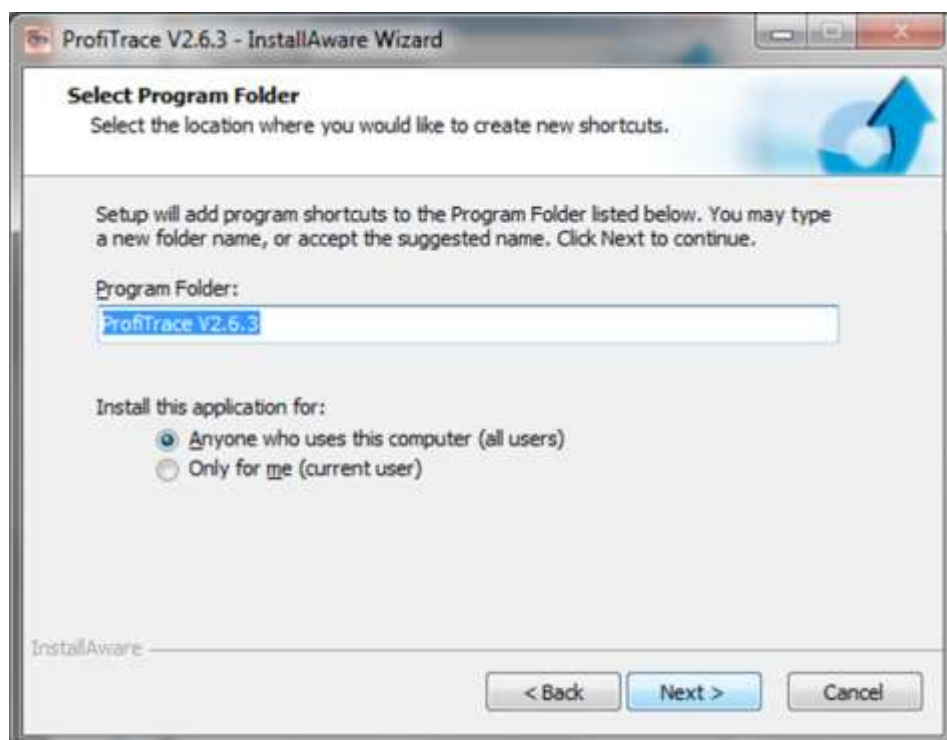 ProfiTrace V2.6.3 - InstallAware Wizard
Select Program Folder
Select the location where you would like to create new shortcuts.
Setup will add program shortcuts to the Program Folder listed below. You may type
a new folder name, or accept the suggested name. Click Next to continue.
Program Folder:
ProfiTrace V2.6.3
Install this application for:
Anyone who uses this computer (all users)
Only for me (current user)
InstallAware
< Back Next > Cancel